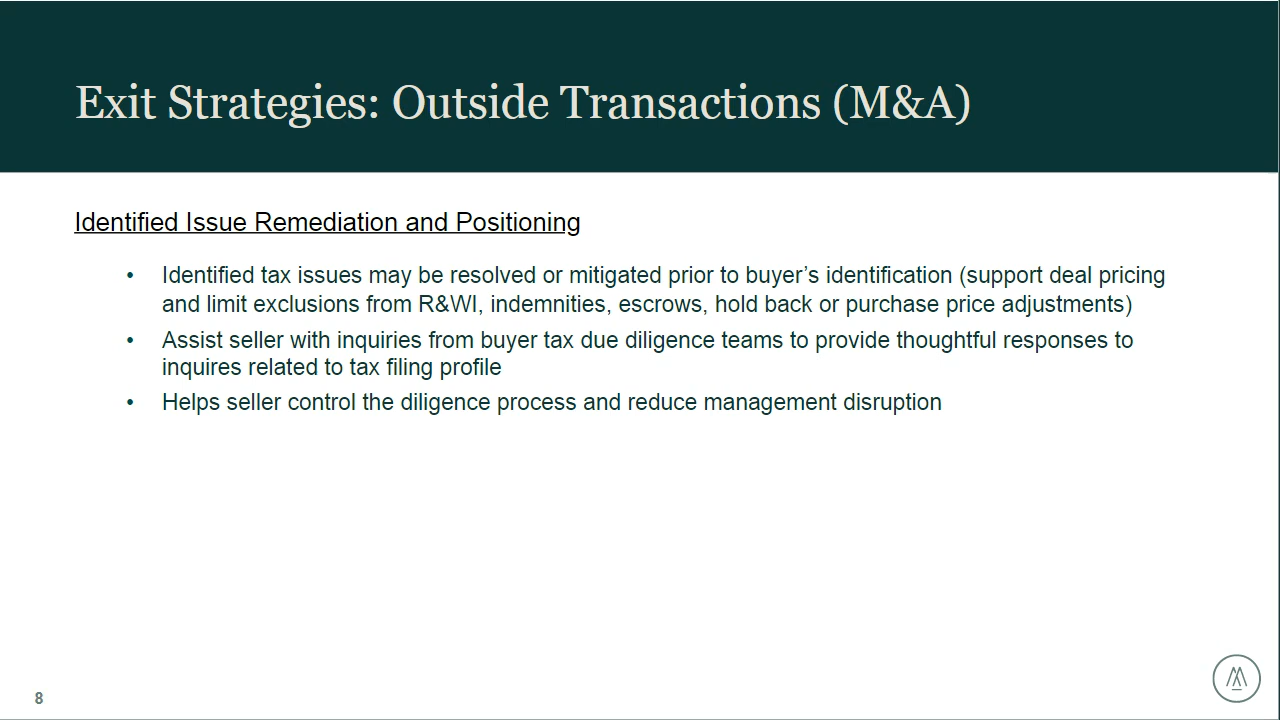 Exit Strategies: Outside Transactions (M&A)
Identified Issue Remediation and Positioning
• Identified tax issues may be resolved or mitigated prior to buyer’s identification (support deal pricing
and limit exclusions from R&WI, indemnities, escrows, hold back or purchase price adjustments)
• Assist seller with inquiries from buyer tax due diligence teams to provide thoughtful responses to
inquires related to tax filing profile
• Helps seller control the diligence process and reduce management disruption
8